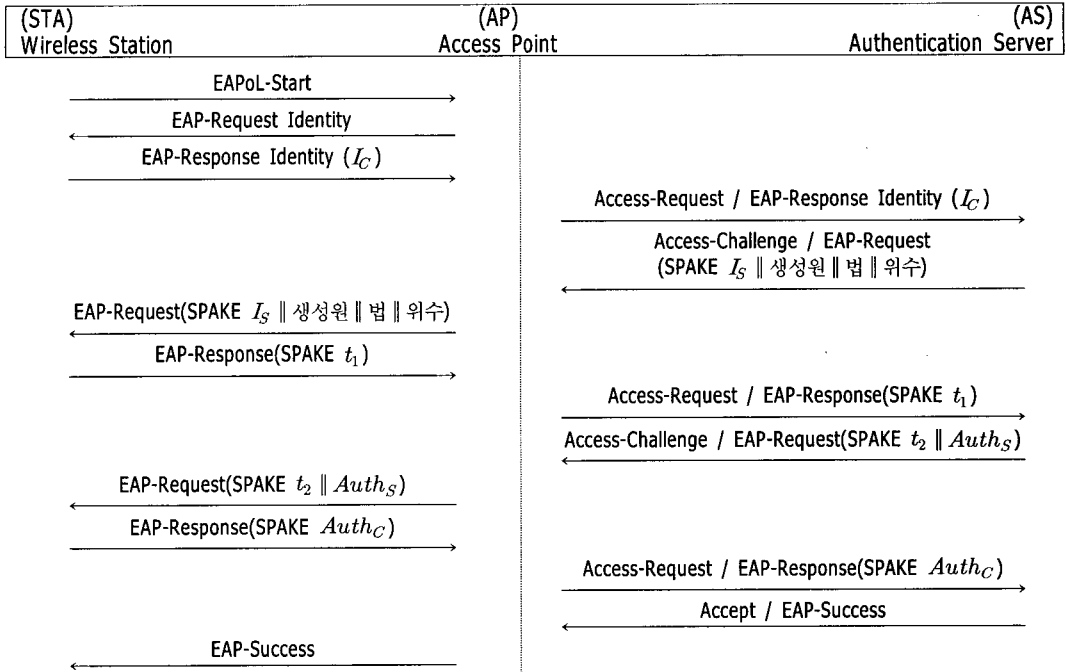 (STA) (AP) (AS)
Wireless Station Access Point Authentication Server
EAPoL-Start
EAP-Request Identity
EAP-Response Identity (I_C)
Access-Request / EAP-Response Identity (I_C)
Access-Challenge / EAP-Request
(SPAKE I_S ∥ 생성원 ∥ 법 ∥ 위수)
EAP-Request(SPAKE I_S ∥ 생성원 ∥ 법 ∥ 위수)
EAP-Response(SPAKE t_1)
Access-Request / EAP-Response(SPAKE t_1)
Access-Challenge / EAP-Request(SPAKE t_2 ∥ Auth_S)
EAP-Request(SPAKE t_2 ∥ Auth_S)
EAP-Response(SPAKE Auth_C)
Access-Request / EAP-Response(SPAKE Auth_C)
Accept / EAP-Success
EAP-Success